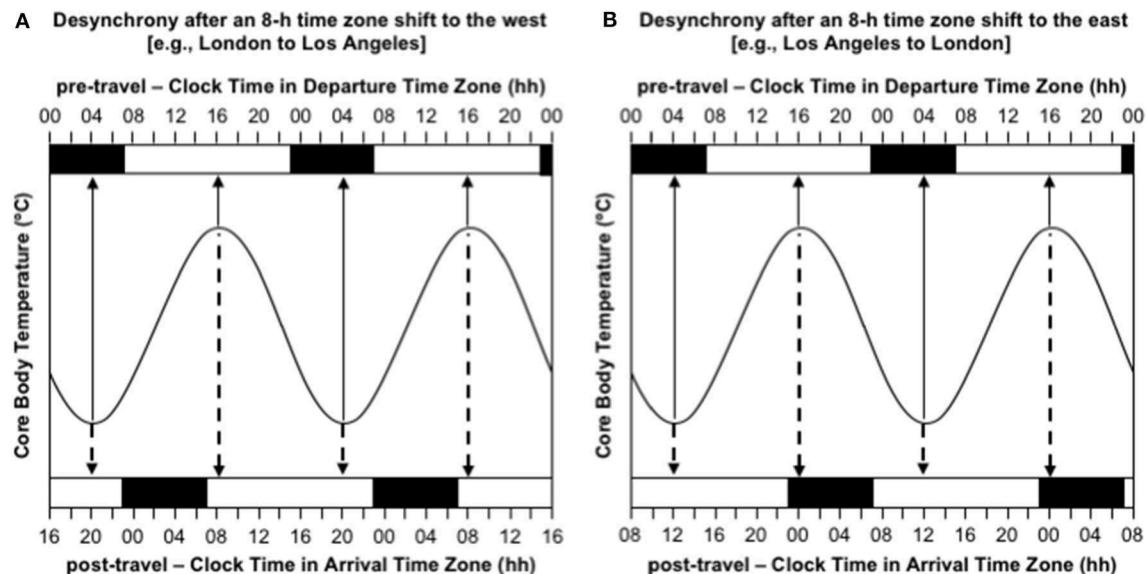 A Desynchrony after an 8-h time zone shift to the west
[e.g., London to Los Angeles]
pre-travel – Clock Time in Departure Time Zone (hh)
00 04 08 12 16 20 00 04 08 12 16 20 00
Core Body Temperature (°C)
16 20 00 04 08 12 16 20 00 04 08 12 16
post-travel – Clock Time in Arrival Time Zone (hh)
B Desynchrony after an 8-h time zone shift to the east
[e.g., Los Angeles to London]
pre-travel – Clock Time in Departure Time Zone (hh)
00 04 08 12 16 20 00 04 08 12 16 20 00
Core Body Temperature (°C)
08 12 16 20 00 04 08 12 16 20 00 04 08
post-travel – Clock Time in Arrival Time Zone (hh)